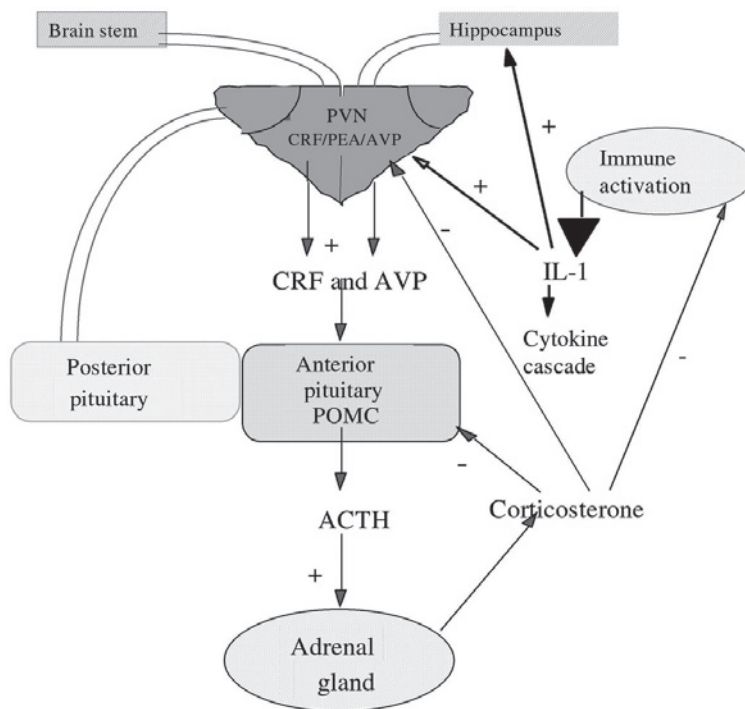 Brain stem
Hippocampus
PVN
CRF/PEA/AVP
+
+
Immune
activation
-
+
CRF and AVP
IL-1
Cytokine
cascade
-
Posterior
pituitary
Anterior
pituitary
POMC
-
Corticosterone
ACTH
+
Adrenal
gland